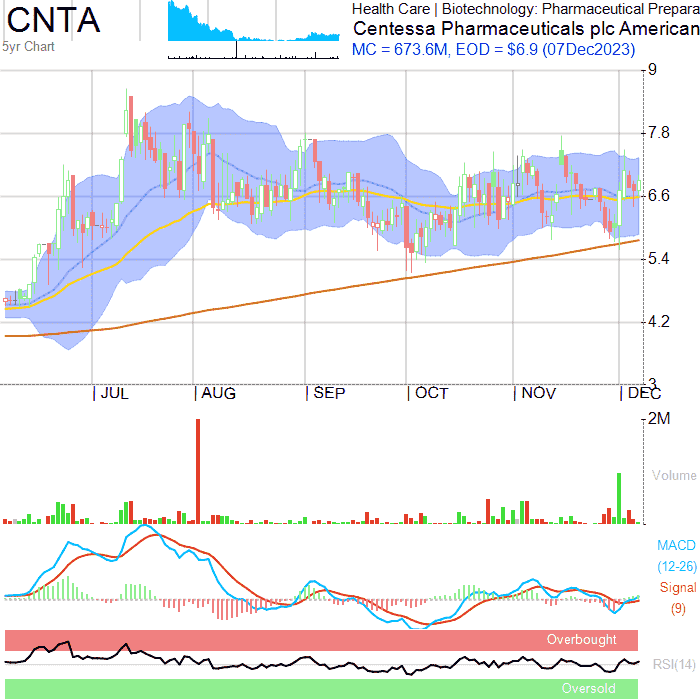 CNTA
5yr Chart
Health Care | Biotechnology: Pharmaceutical Prepara
Centessa Pharmaceuticals plc American
MC = 673.6M, EOD = $6.9 (07Dec2023)
9
7.8
6.6
5.4
4.2
3
JUL
AUG
SEP
OCT
NOV
DEC
2M
Volume
MACD
(12-26)
Signal
(9)
Overbought
RSI(14)
Oversold